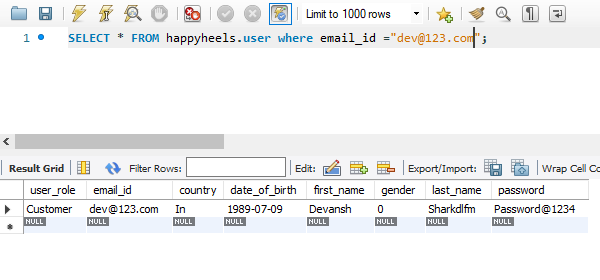 Limit to 1000 rows
1 SELECT * FROM happyheels.user where email_id ="dev@123.com";
Result Grid Filter Rows: Edit: Export/Import: Wrap Cell Co
user_role email_id country date_of_birth first_name gender last_name password
Customer dev@123.com In 1989-07-09 Devansh 0 Sharkdlfm Password@1234
NULL NULL NULL NULL NULL NULL NULL NULL